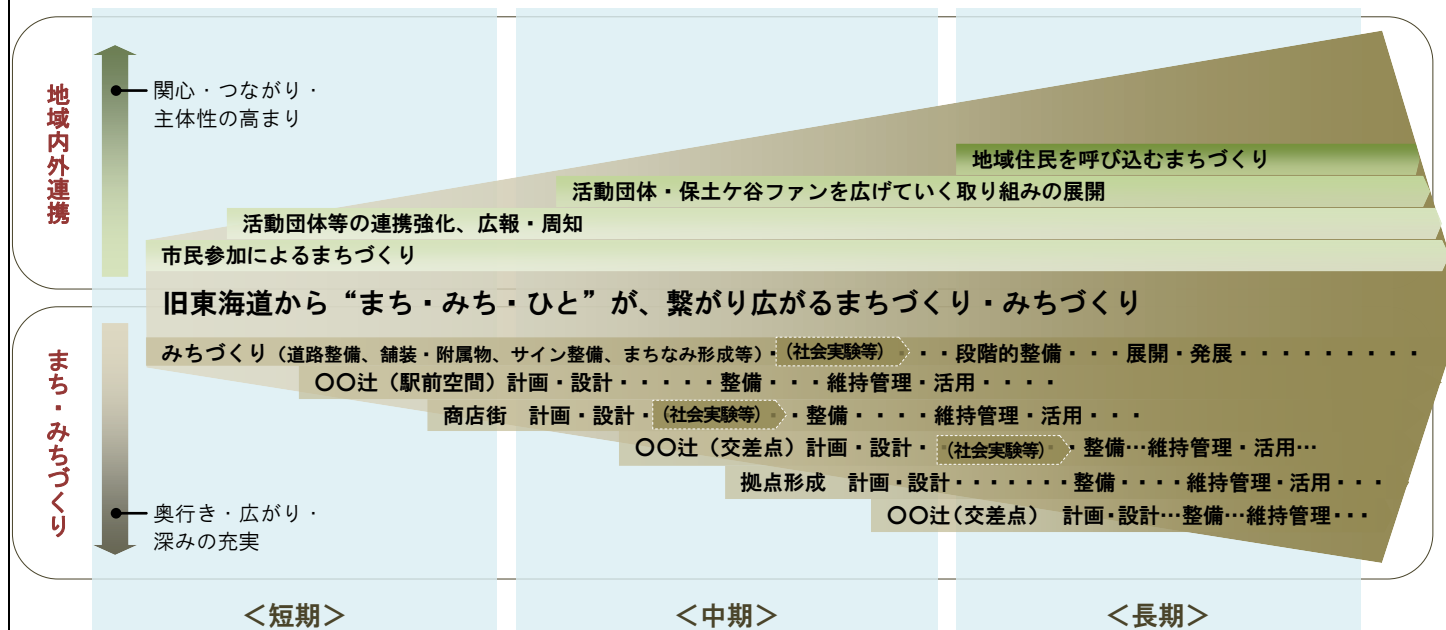 地域内外連携
関心・つながり・
主体性の高まり
地域住民を呼び込むまちづくり
活動団体・保土ケ谷ファンを広げていく取り組みの展開
活動団体等の連携強化、広報・周知
市民参加によるまちづくり
旧東海道から“まち・みち・ひと”が、繋がり広がるまちづくり・みちづくり
まち・みちづくり
みちづくり（道路整備、舗装・附属物、サイン整備、まちなみ形成等）・（社会実験等）・・・段階的整備・・・展開・発展・・・・・・・・・
〇〇辻（駅前空間）計画・設計・・・・・整備・・・維持管理・活用・・・・
商店街　計画・設計・（社会実験等）・・整備・・・・維持管理・活用・・・
〇〇辻（交差点）計画・設計・・（社会実験等）・・整備…維持管理・活用…
拠点形成　計画・設計・・・・・・・整備・・・・維持管理・活用・・・・
〇〇辻（交差点）　計画・設計…整備…維持管理・・・
奥行き・広がり・
深みの充実
＜短期＞
＜中期＞
＜長期＞